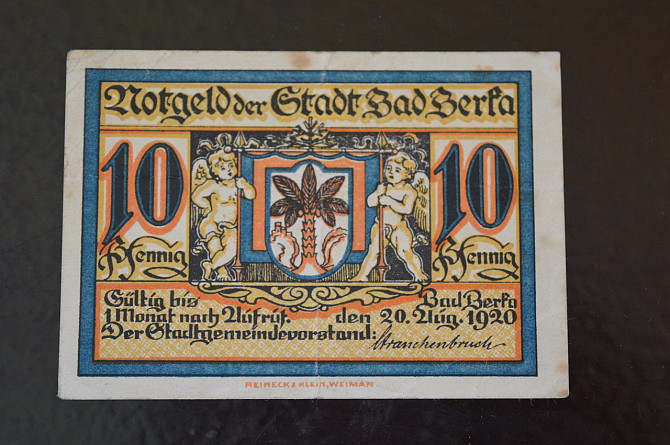 Notgeld der Stadt Bad Berka
10 10
Pfennig Pfennig
Gültig bis Bad Berka
1 Monat nach Aufruf. den 20. Aug. 1920
Der Stadtgemeindevorstand:
REINECK & KLEIN, WEIMAR